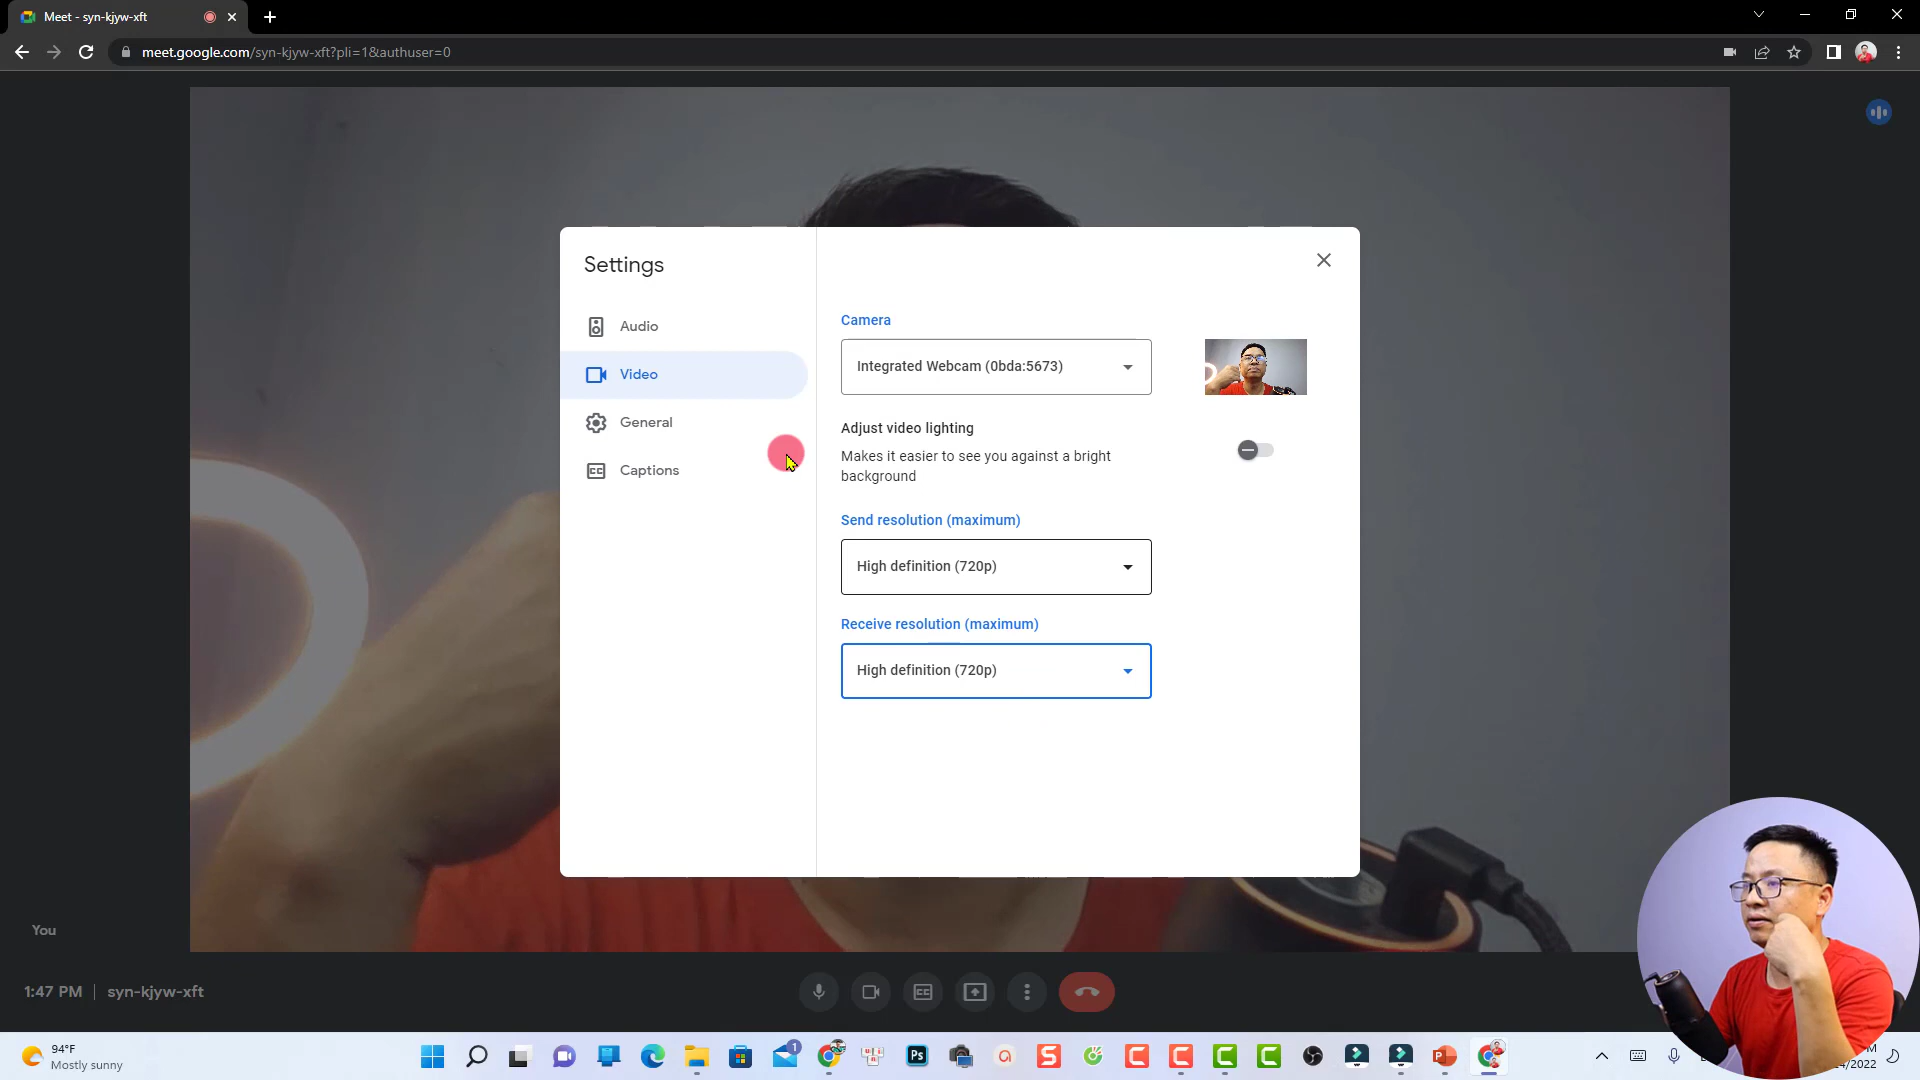 Meet - syn-kjyw-xft
meet.google.com/syn-kjyw-xft?pli=1&authuser=0
Settings
Audio
Video
General
Captions
Camera
Integrated Webcam (0bda:5673)
Adjust video lighting
Makes it easier to see you against a bright
background
Send resolution (maximum)
High definition (720p)
Receive resolution (maximum)
High definition (720p)
You
1:47 PM | syn-kjyw-xft
94°F
Mostly sunny
1